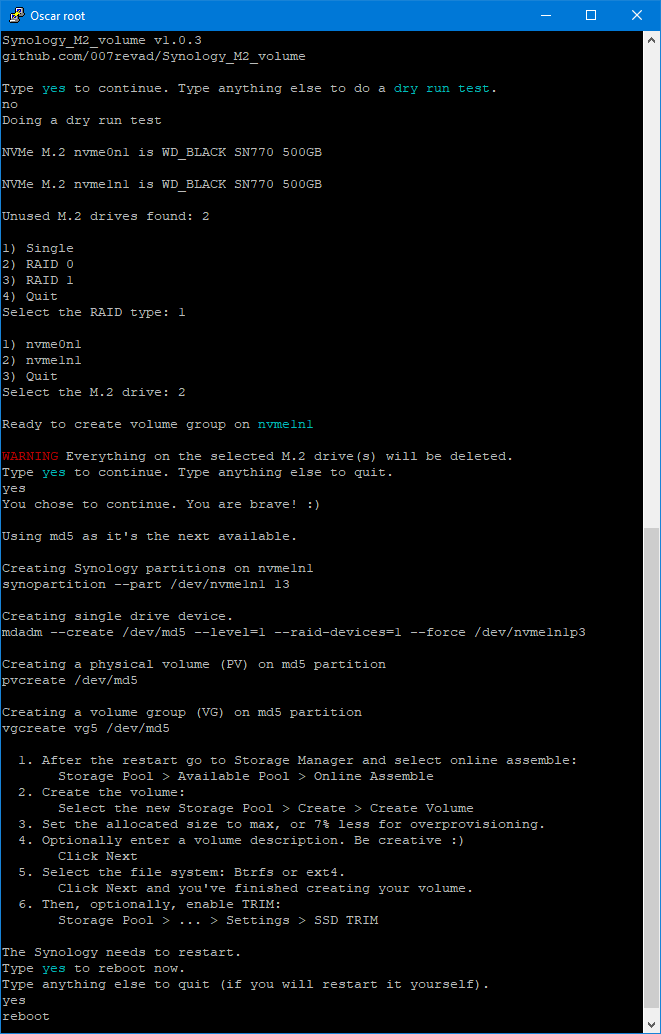 Oscar root
Synology_M2_volume v1.0.3
github.com/007revad/Synology_M2_volume
Type yes to continue. Type anything else to do a dry run test.
no
Doing a dry run test
NVMe M.2 nvme0n1 is WD_BLACK SN770 500GB
NVMe M.2 nvme1n1 is WD_BLACK SN770 500GB
Unused M.2 drives found: 2
1) Single
2) RAID 0
3) RAID 1
4) Quit
Select the RAID type: 1
1) nvme0n1
2) nvme1n1
3) Quit
Select the M.2 drive: 2
Ready to create volume group on nvme1n1
WARNING Everything on the selected M.2 drive(s) will be deleted.
Type yes to continue. Type anything else to quit.
yes
You chose to continue. You are brave! :)
Using md5 as it's the next available.
Creating Synology partitions on nvme1n1
synopartition --part /dev/nvme1n1 13
Creating single drive device.
mdadm --create /dev/md5 --level=1 --raid-devices=1 --force /dev/nvme1n1p3
Creating a physical volume (PV) on md5 partition
pvcreate /dev/md5
Creating a volume group (VG) on md5 partition
vgcreate vg5 /dev/md5
1. After the restart go to Storage Manager and select online assemble:
Storage Pool > Available Pool > Online Assemble
2. Create the volume:
Select the new Storage Pool > Create > Create Volume
3. Set the allocated size to max, or 7% less for overprovisioning.
4. Optionally enter a volume description. Be creative :)
Click Next
5. Select the file system: Btrfs or ext4.
Click Next and you've finished creating your volume.
6. Then, optionally, enable TRIM:
Storage Pool > ... > Settings > SSD TRIM
The Synology needs to restart.
Type yes to reboot now.
Type anything else to quit (if you will restart it yourself).
yes
reboot